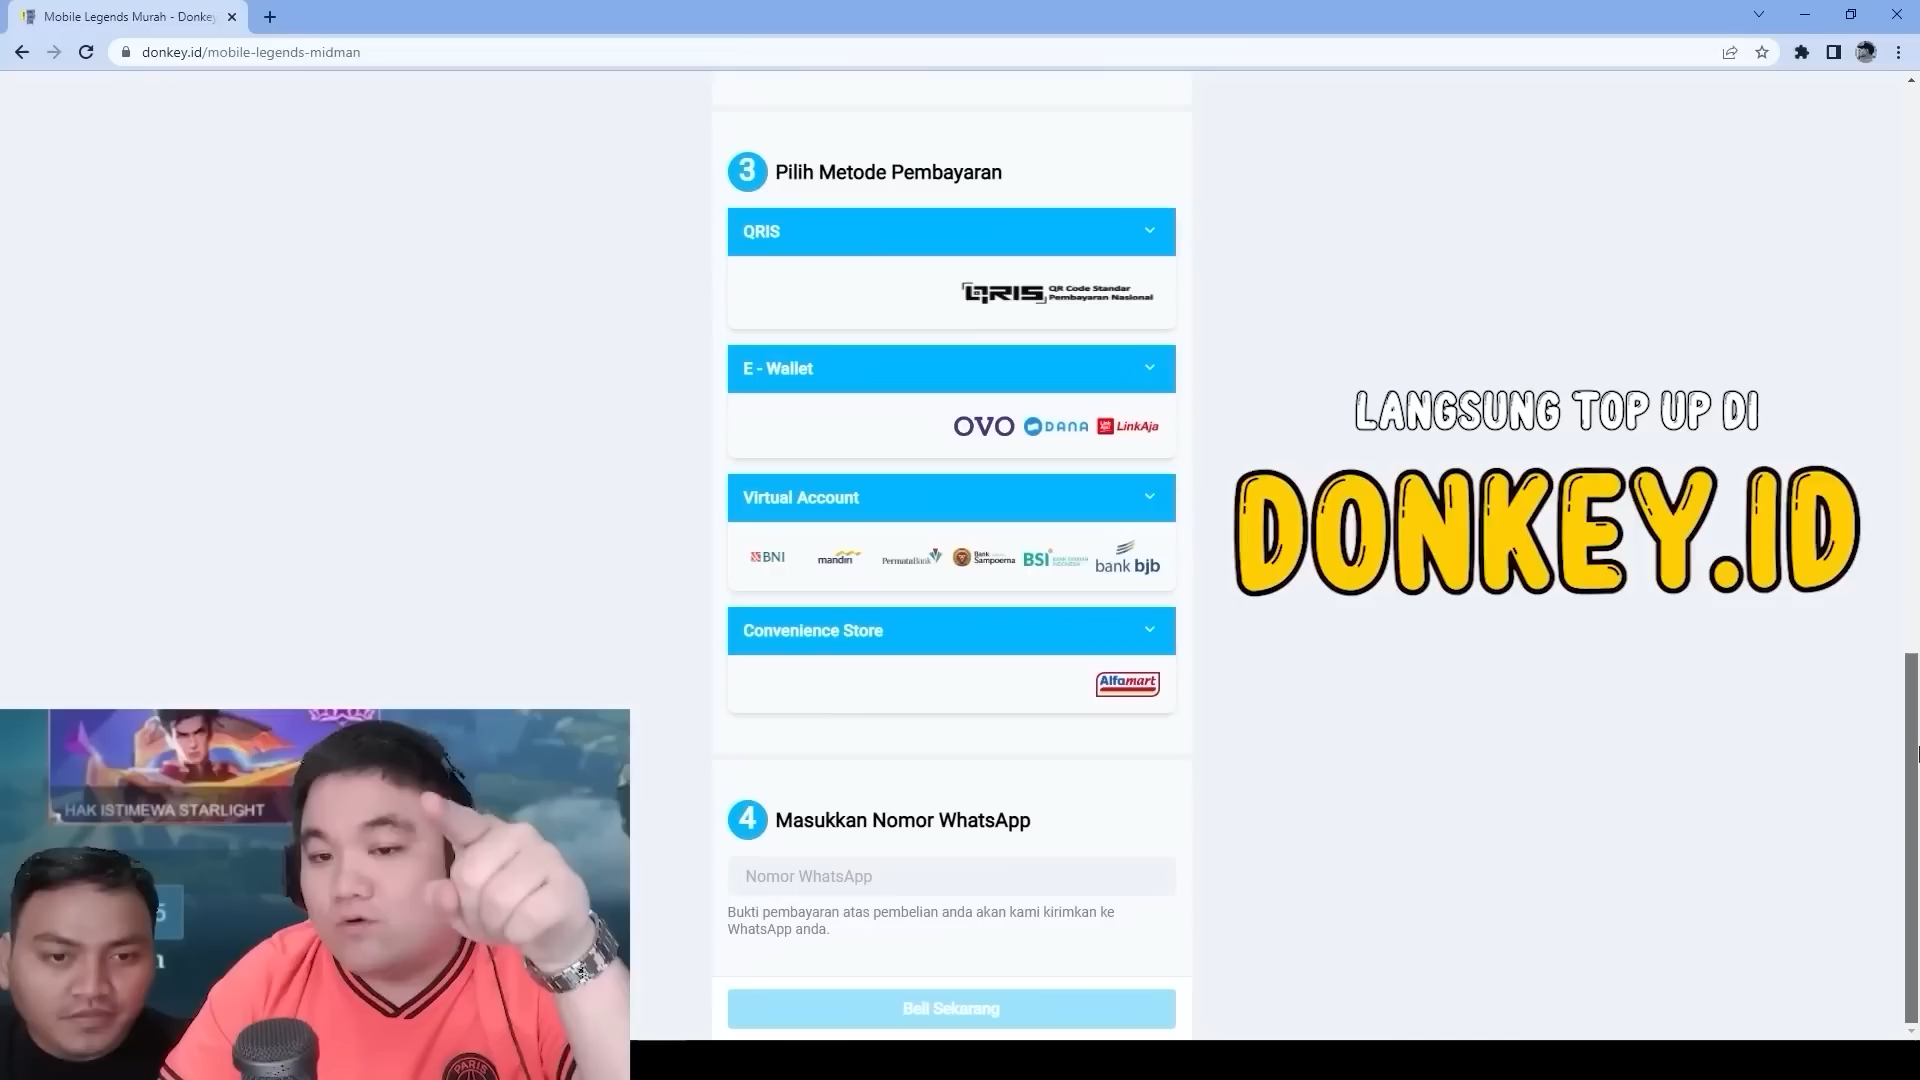 Mobile Legends Murah - Donkey
donkey.id/mobile-legends-midman
3 Pilih Metode Pembayaran
QRIS
QRIS QR Code Standar
Pembayaran Nasional
E - Wallet
OVO DANA LinkAja
Virtual Account
BNI mandiri PermataBank Bank Sampoerna BSI bank bjb
Convenience Store
Alfamart
4 Masukkan Nomor WhatsApp
Nomor WhatsApp
Bukti pembayaran atas pembelian anda akan kami kirimkan ke
WhatsApp anda.
Beli Sekarang
LANGSUNG TOP UP DI
DONKEY.ID
HAK ISTIMEWA STARLIGHT
PARIS